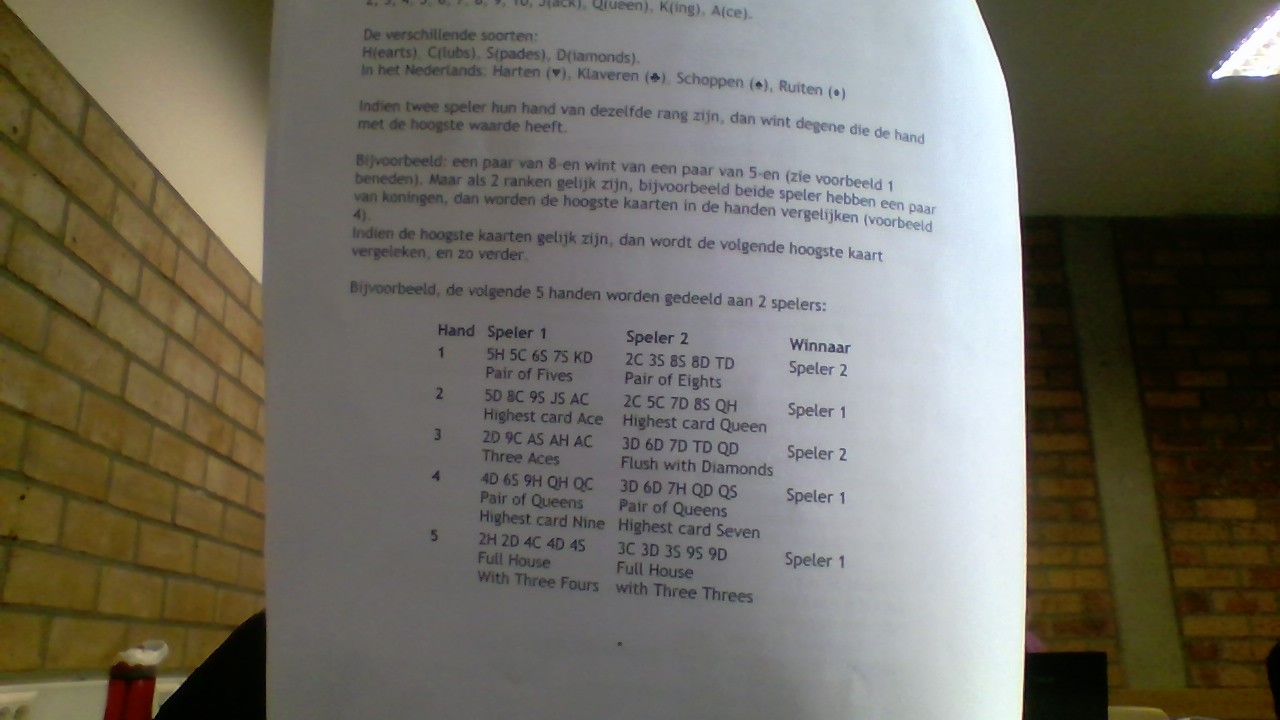 2, 3, 4, 5, 6, 7, 8, 9, 10, J(ack), Q(ueen), K(ing), A(ce).
De verschillende soorten:
H(earts), C(lubs), S(pades), D(iamonds).
In het Nederlands: Harten (♥), Klaveren (♣), Schoppen (♠), Ruiten (♦)
Indien twee speler hun hand van dezelfde rang zijn, dan wint degene die de hand
met de hoogste waarde heeft.
Bijvoorbeeld: een paar van 8-en wint van een paar van 5-en (zie voorbeeld 1
beneden). Maar als 2 ranken gelijk zijn, bijvoorbeeld beide speler hebben een paar
van koningen, dan worden de hoogste kaarten in de handen vergelijken (voorbeeld
4).
Indien de hoogste kaarten gelijk zijn, dan wordt de volgende hoogste kaart
vergeleken, en zo verder.
Bijvoorbeeld, de volgende 5 handen worden gedeeld aan 2 spelers:
Hand Speler 1 Speler 2 Winnaar
1 5H 5C 6S 7S KD 2C 3S 8S 8D TD Speler 2
Pair of Fives Pair of Eights
2 5D 8C 9S JS AC 2C 5C 7D 8S QH Speler 1
Highest card Ace Highest card Queen
3 2D 9C AS AH AC 3D 6D 7D TD QD Speler 2
Three Aces Flush with Diamonds
4 4D 6S 9H QH QC 3D 6D 7H QD QS Speler 1
Pair of Queens Pair of Queens
Highest card Nine Highest card Seven
5 2H 2D 4C 4D 4S 3C 3D 3S 9S 9D Speler 1
Full House Full House
With Three Fours with Three Threes